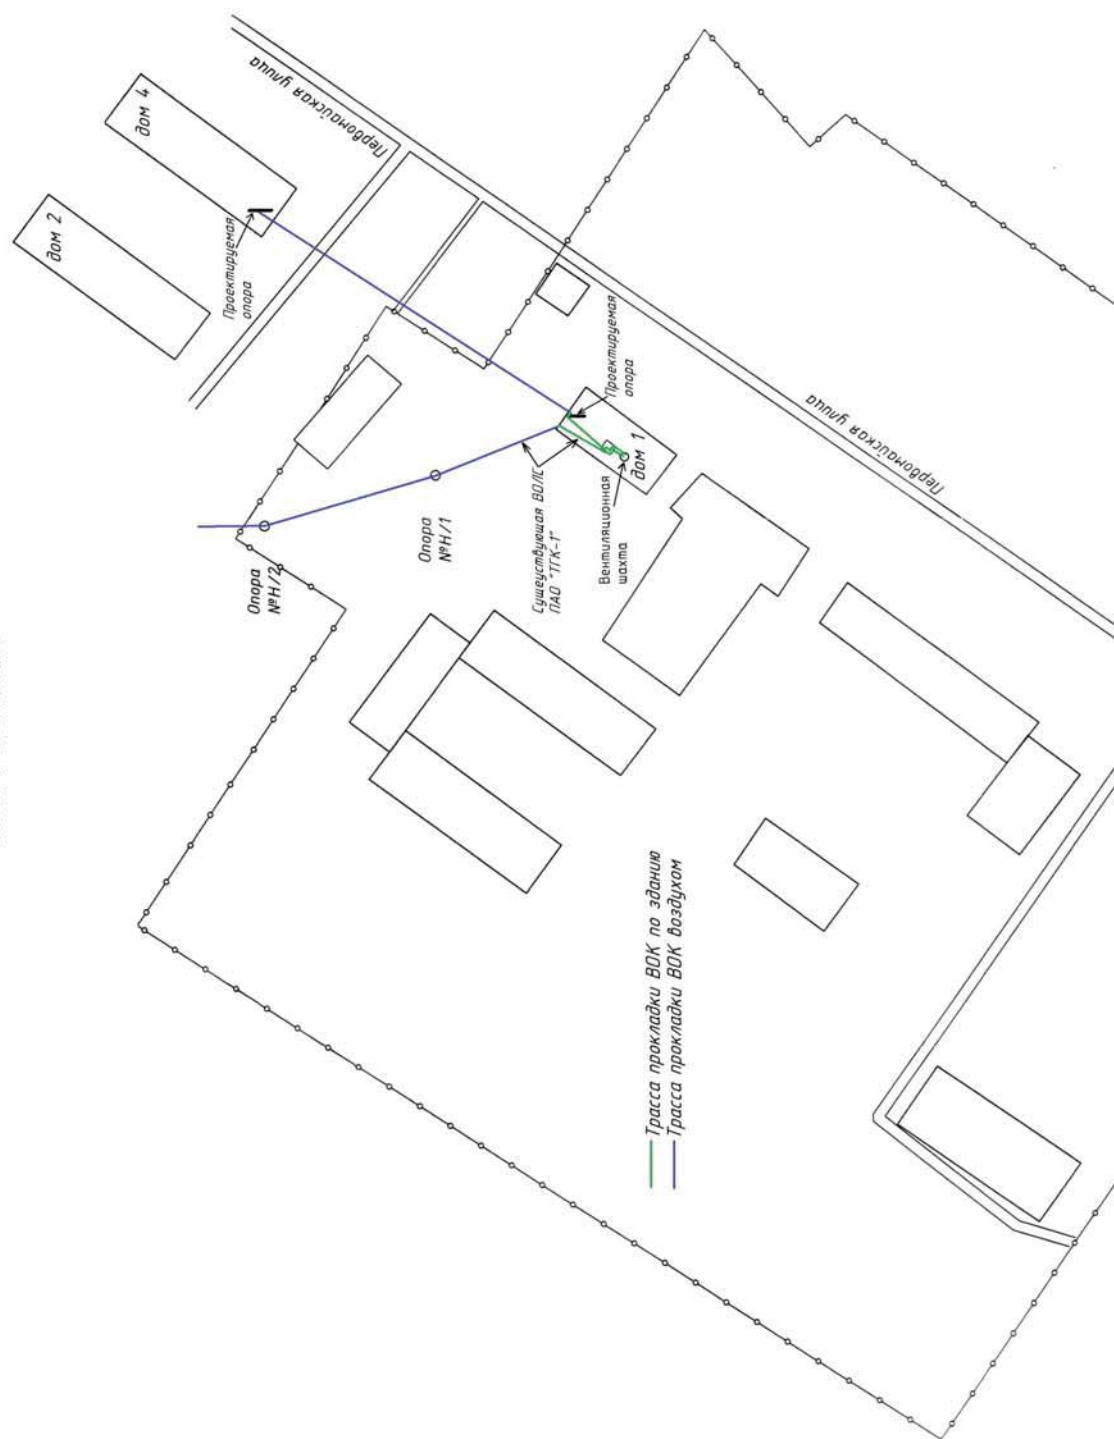 Первомайская улица
дом 4
дом 2
Проектируемая
опора
Проектируемая
опора
Первомайская улица
дом 1
Вентиляционная
шахта
Сушеуствующая ВОЛС
ПАО "ТГК-1"
Опора
№Н/1
Опора
№Н/2
Трасса прокладки ВОК по зданию
Трасса прокладки ВОК воздухом